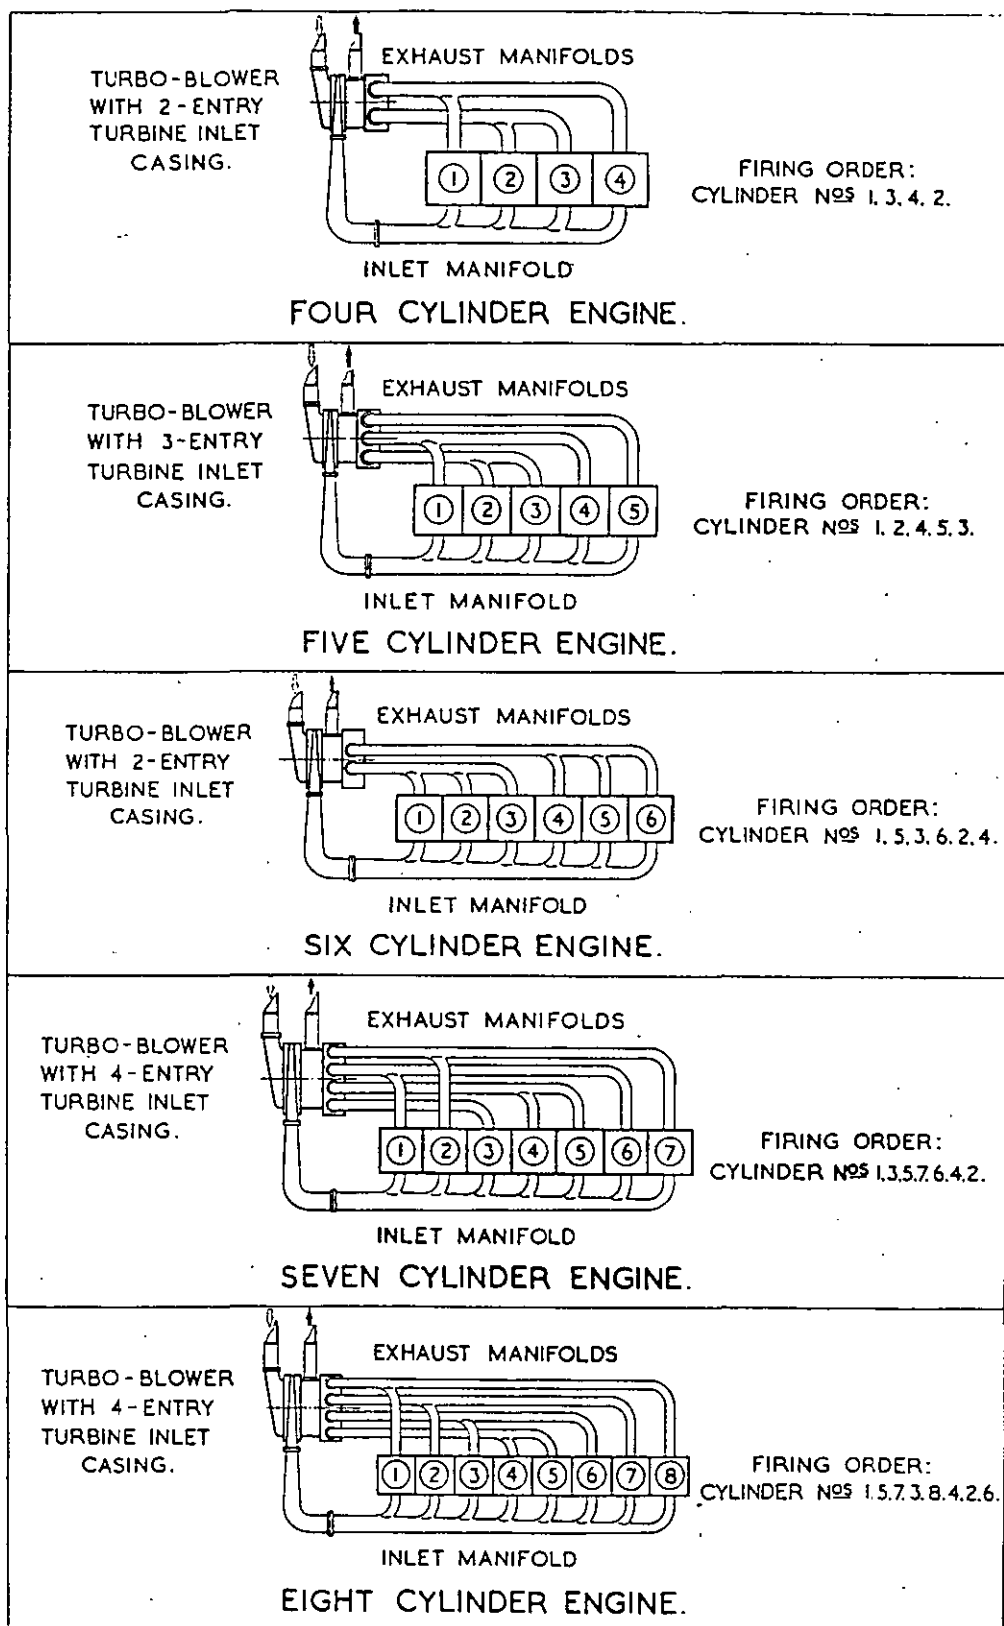 EXHAUST MANIFOLDS
TURBO-BLOWER
WITH 2-ENTRY
TURBINE INLET
CASING.
1 2 3 4
FIRING ORDER:
CYLINDER NOS 1. 3. 4. 2.
INLET MANIFOLD
FOUR CYLINDER ENGINE.
EXHAUST MANIFOLDS
TURBO-BLOWER
WITH 3-ENTRY
TURBINE INLET
CASING.
1 2 3 4 5
FIRING ORDER:
CYLINDER NOS 1. 2. 4. 5. 3.
INLET MANIFOLD
FIVE CYLINDER ENGINE.
EXHAUST MANIFOLDS
TURBO-BLOWER
WITH 2-ENTRY
TURBINE INLET
CASING.
1 2 3 4 5 6
FIRING ORDER:
CYLINDER NOS 1. 5. 3. 6. 2. 4.
INLET MANIFOLD
SIX CYLINDER ENGINE.
EXHAUST MANIFOLDS
TURBO-BLOWER
WITH 4-ENTRY
TURBINE INLET
CASING.
1 2 3 4 5 6 7
FIRING ORDER:
CYLINDER NOS 1,3,5.7.6.4.2.
INLET MANIFOLD
SEVEN CYLINDER ENGINE.
EXHAUST MANIFOLDS
TURBO-BLOWER
WITH 4-ENTRY
TURBINE INLET
CASING.
1 2 3 4 5 6 7 8
FIRING ORDER:
CYLINDER NOS 1.5.7.3.8.4.2.6.
INLET MANIFOLD
EIGHT CYLINDER ENGINE.